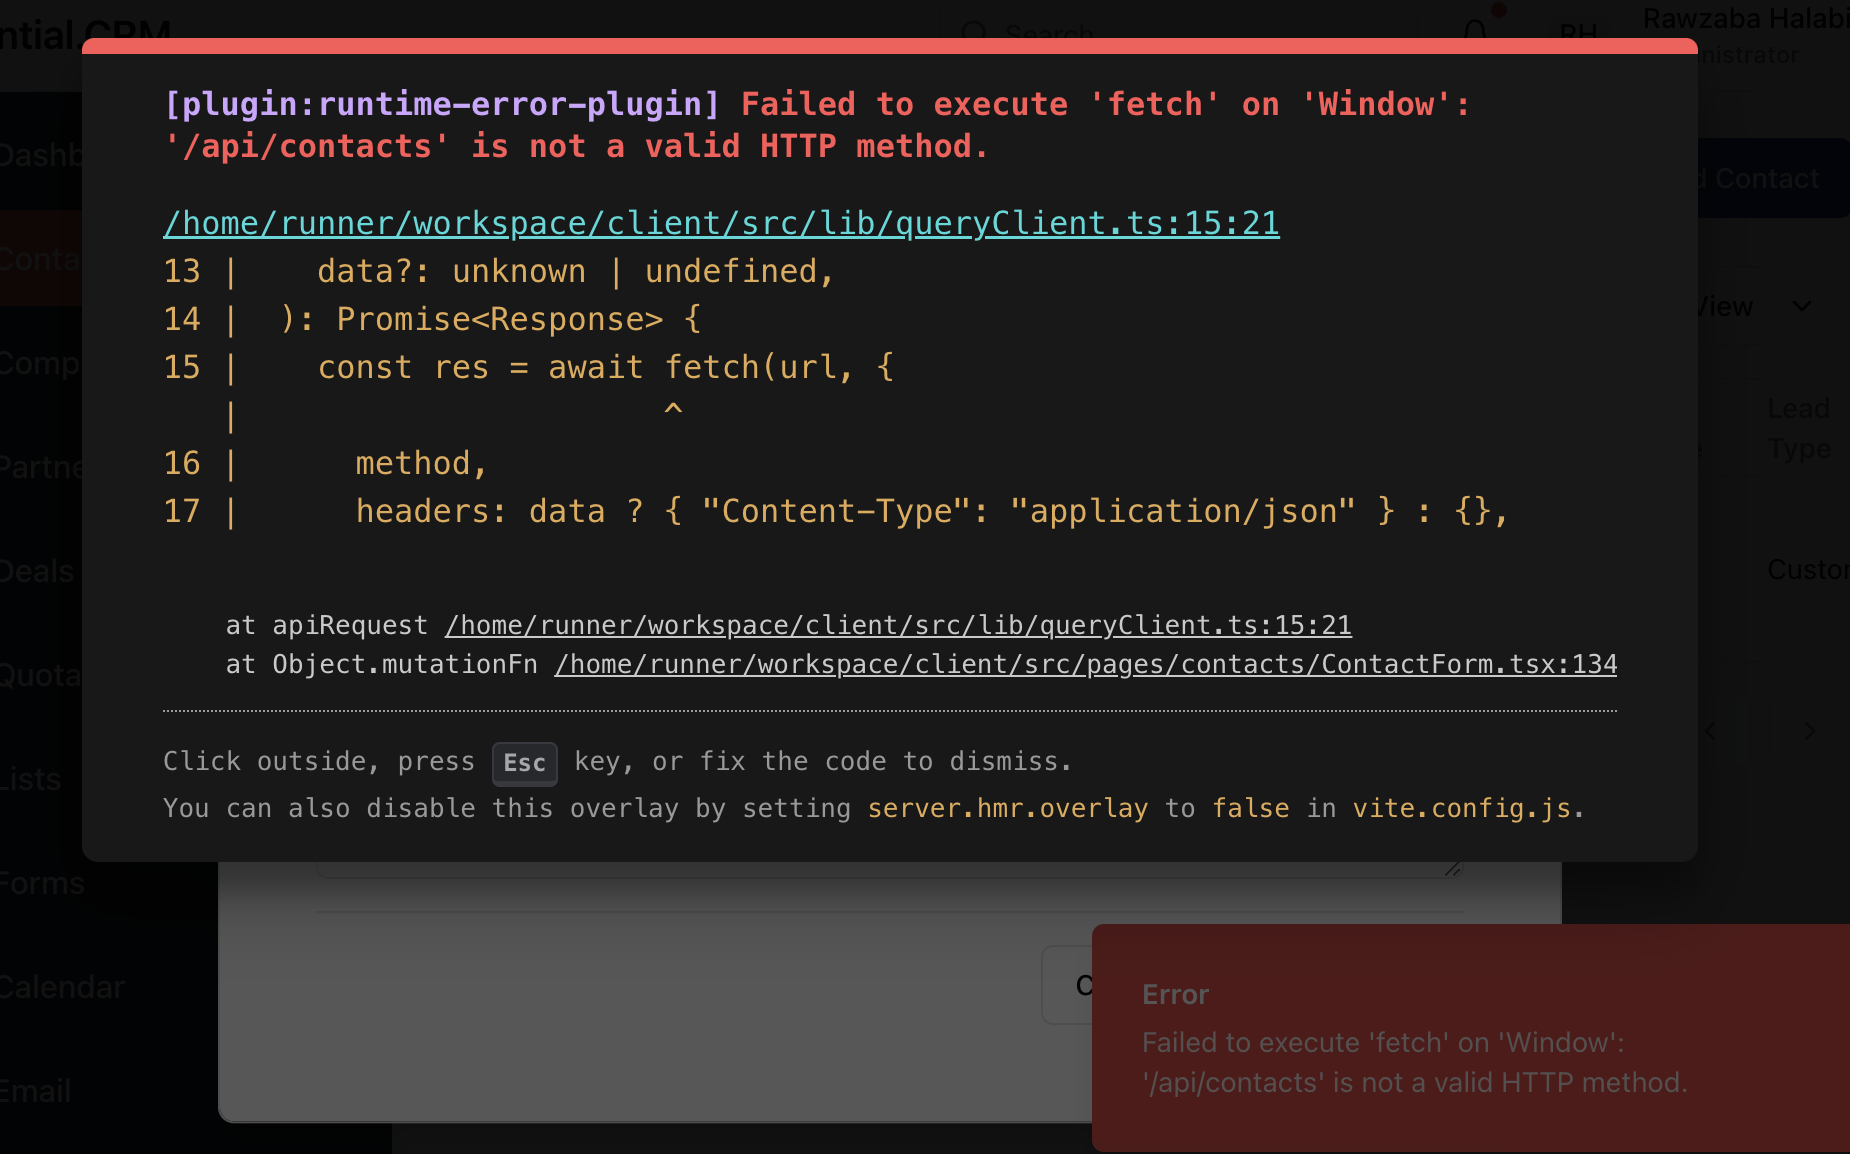 ntial.CRM
Search
RH
Rawzaba Halabi
nistrator
[plugin:runtime-error-plugin] Failed to execute 'fetch' on 'Window':
'/api/contacts' is not a valid HTTP method.
/home/runner/workspace/client/src/lib/queryClient.ts:15:21
13 |    data?: unknown | undefined,
14 |  ): Promise<Response> {
15 |    const res = await fetch(url, {
   |                      ^
16 |      method,
17 |      headers: data ? { "Content-Type": "application/json" } : {},
at apiRequest /home/runner/workspace/client/src/lib/queryClient.ts:15:21
at Object.mutationFn /home/runner/workspace/client/src/pages/contacts/ContactForm.tsx:134
Click outside, press Esc key, or fix the code to dismiss.
You can also disable this overlay by setting server.hmr.overlay to false in vite.config.js.
Dashb
Conta
Comp
Partne
Deals
Quota
Lists
Forms
Calendar
Email
d Contact
View
Lead
Type
Custor
C
Error
Failed to execute 'fetch' on 'Window':
'/api/contacts' is not a valid HTTP method.